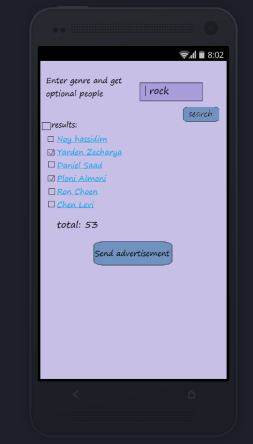 8:02
Enter genre and get
optional people
rock
search
results:
Noy hassidim
Yarden Zecharya
Daniel Saad
Ploni Almoni
Ron Choen
Chen Levi
total: 53
Send advertisement